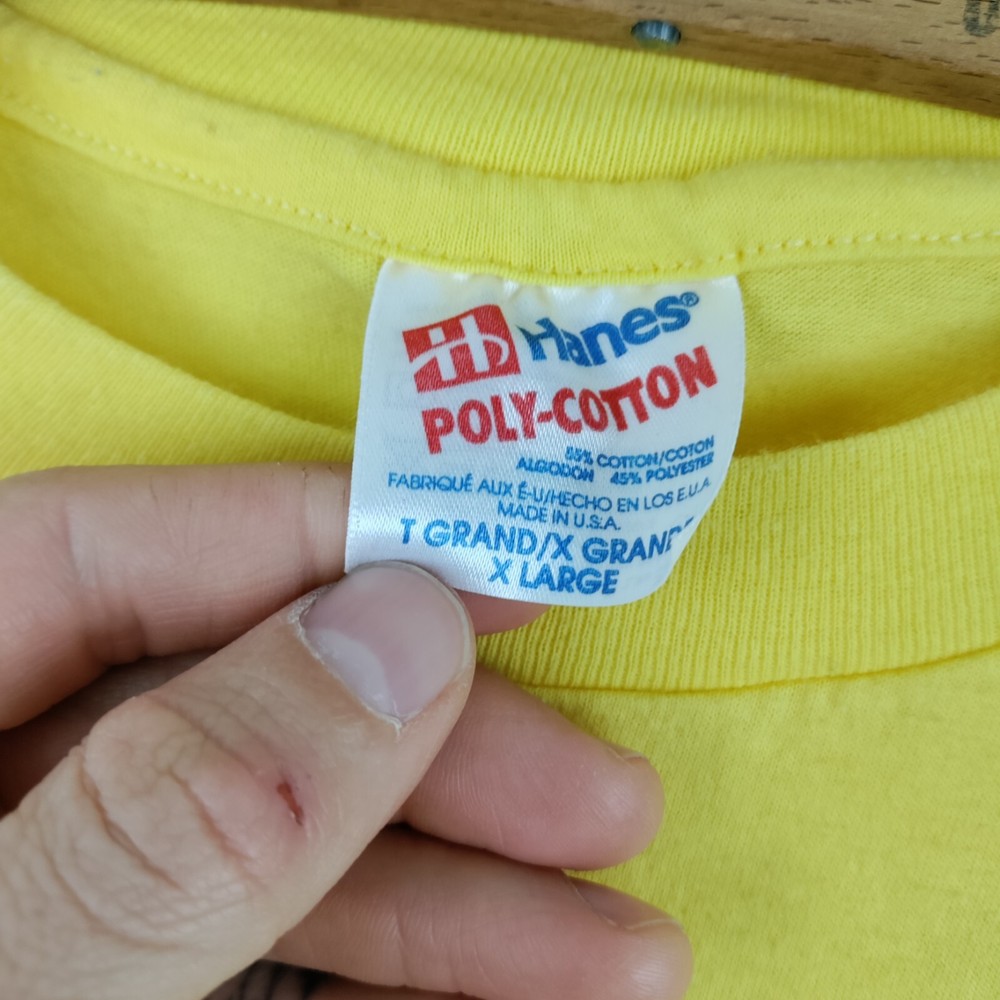 Hh Hanes®
POLY-COTTON
55% COTTON/COTON
ALGODON 45% POLYESTER
FABRIQUÉ AUX É-U/HECHO EN LOS E.U.A.
MADE IN U.S.A.
T GRAND/X GRANDE
X LARGE